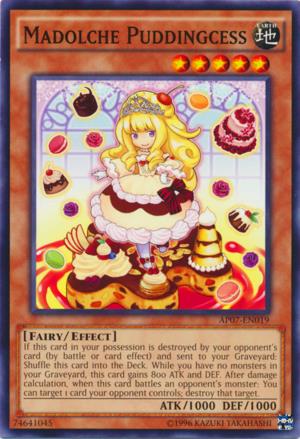 MADOLCHE PUDDINGCESS
EARTH
地
AP07-EN019
[FAIRY/EFFECT]
If this card in your possession is destroyed by your opponent's
card (by battle or card effect) and sent to your Graveyard:
Shuffle this card into the Deck. While you have no monsters
in your Graveyard, this card gains 800 ATK and DEF. After damage
calculation, when this card battles an opponent's monster: You
can target 1 card your opponent controls; destroy that target.
ATK/1000 DEF/1000
74641045
©1996 KAZUKI TAKAHASHI